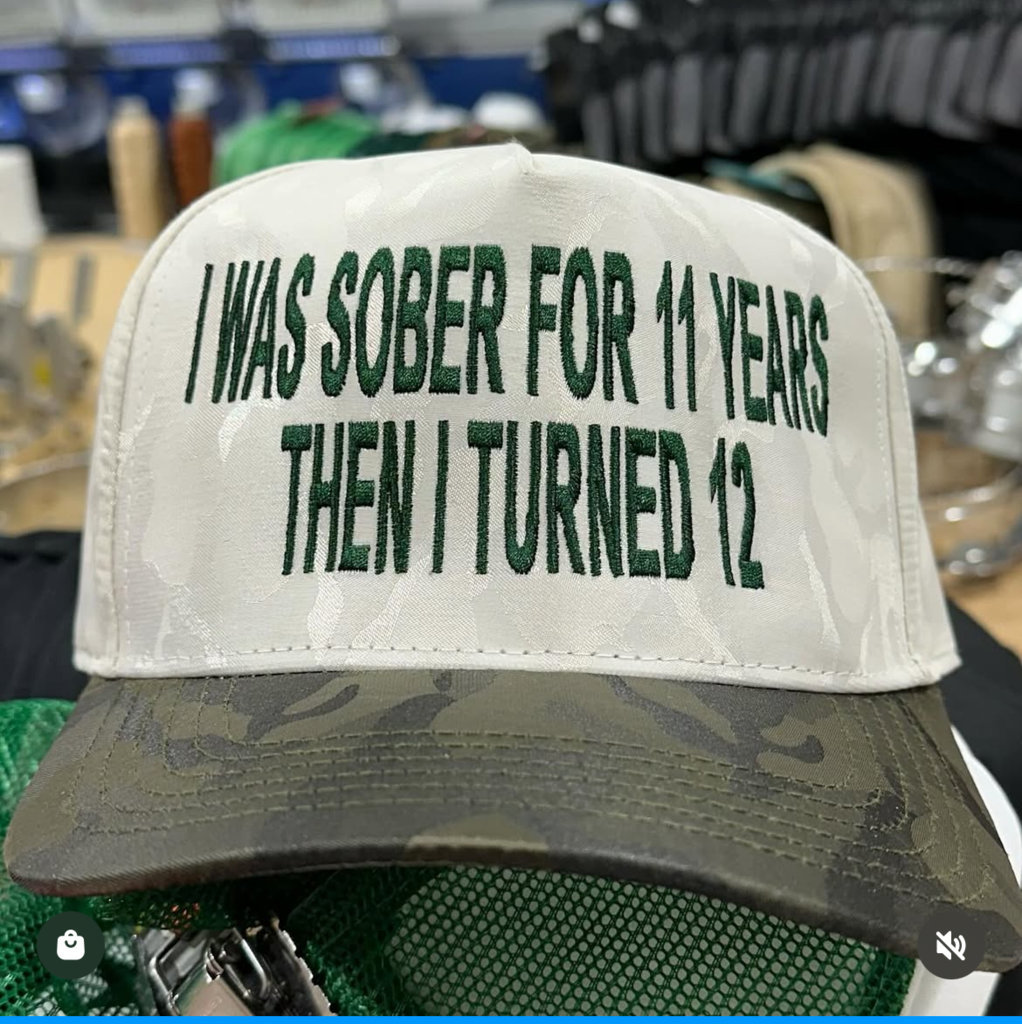 I WAS SOBER FOR 11 YEARS
THEN I TURNED 12